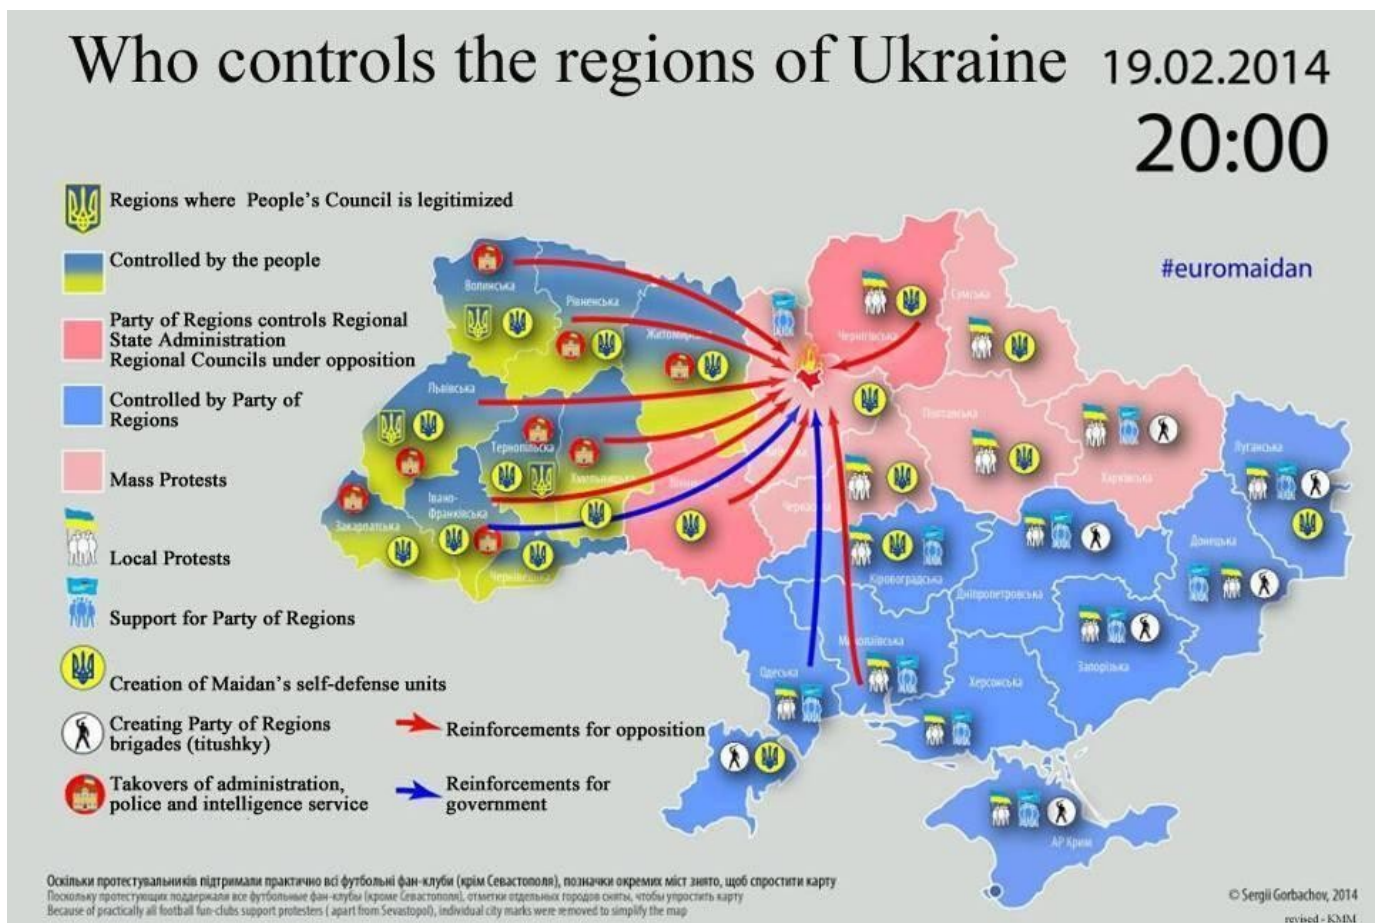 Who controls the regions of Ukraine 19.02.2014
20:00
#euromaidan
Regions where People's Council is legitimized
Controlled by the people
Party of Regions controls Regional
State Administration
Regional Councils under opposition
Controlled by Party of
Regions
Mass Protests
Local Protests
Support for Party of Regions
Creation of Maidan's self-defense units
Creating Party of Regions
brigades (titushky)
Takovers of administration,
police and intelligence service
Reinforcements for opposition
Reinforcements for
government
Волинська
Рівненська
Житомирс
Чернігівська
Сумська
Львівська
Тернопільска
Хмельницька
Івано-
Франківська
Закарпатська
Чернівецька
Полтавська
Харківська
Луганська
Донецька
Кіровоградська
Дніпропетровська
Запорізька
Миколаївська
Одеська
Херсонська
АР Крим
Оскільки протестувальників підтримали практично всі футбольні фан-клуби (крім Севастополя), позначки окремих міст знято, щоб спростити карту
Поскольку протестующих поддержали все футбольные фан-клубы (кроме Севастополя), отметки отдельных городов сняты, чтобы упростить карту
Because of practically all football fun-clubs support protesters ( apart from Sevastopol), individual city marks were removed to simplify the map
© Sergii Gorbachov, 2014
revised - KMM